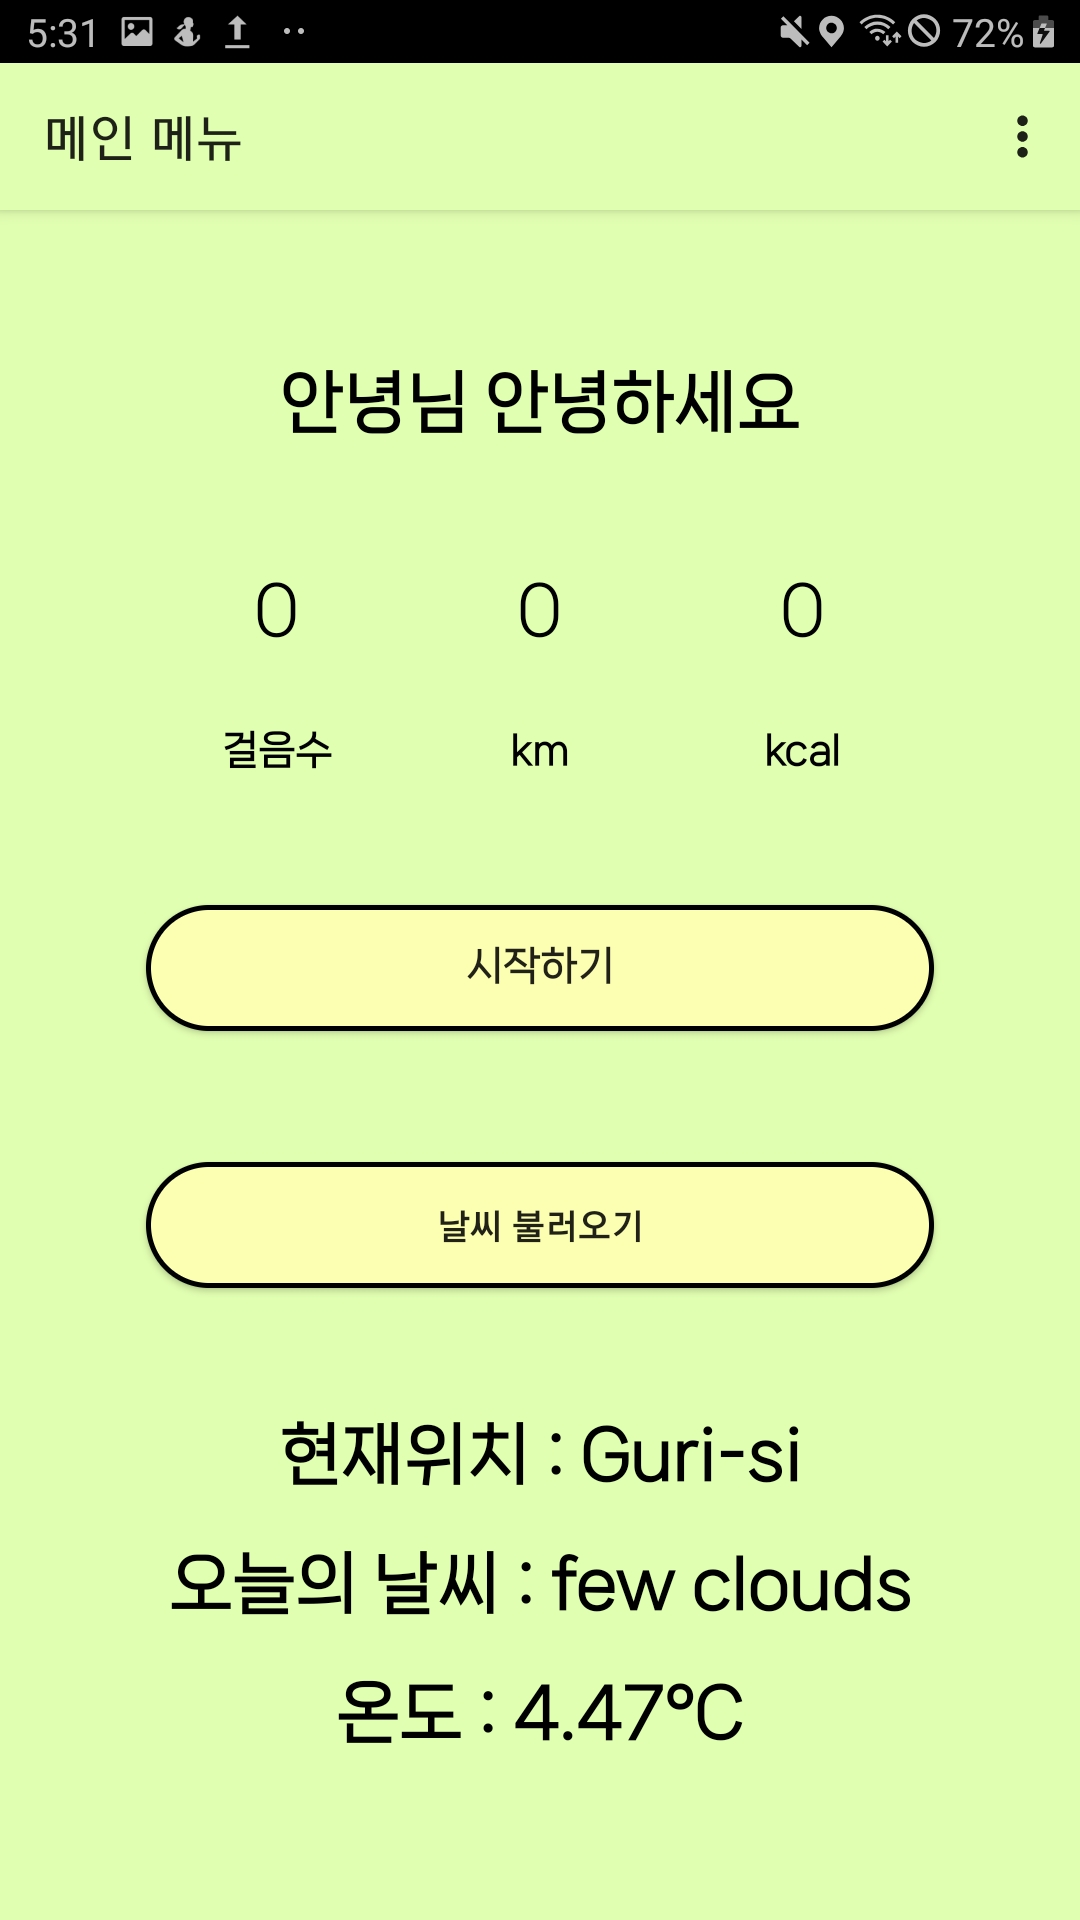 5:31 72%
메인 메뉴
안녕님 안녕하세요
0 0 0
걸음수 km kcal
시작하기
날씨 불러오기
현재위치 : Guri-si
오늘의 날씨 : few clouds
온도 : 4.47°C